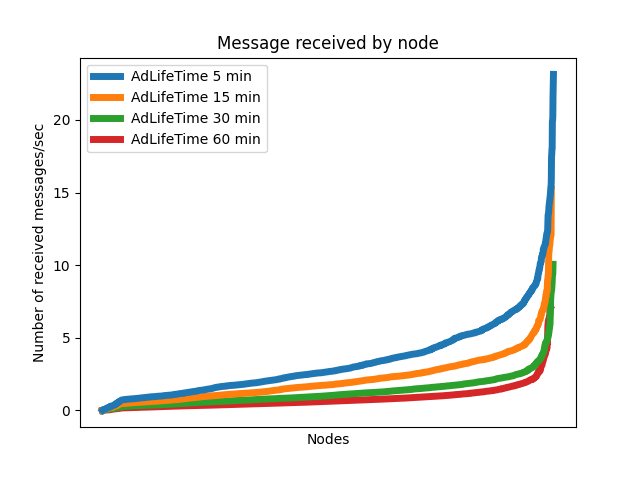 Message received by node
AdLifeTime 5 min
AdLifeTime 15 min
AdLifeTime 30 min
AdLifeTime 60 min
Number of received messages/sec
20
15
10
5
0
Nodes